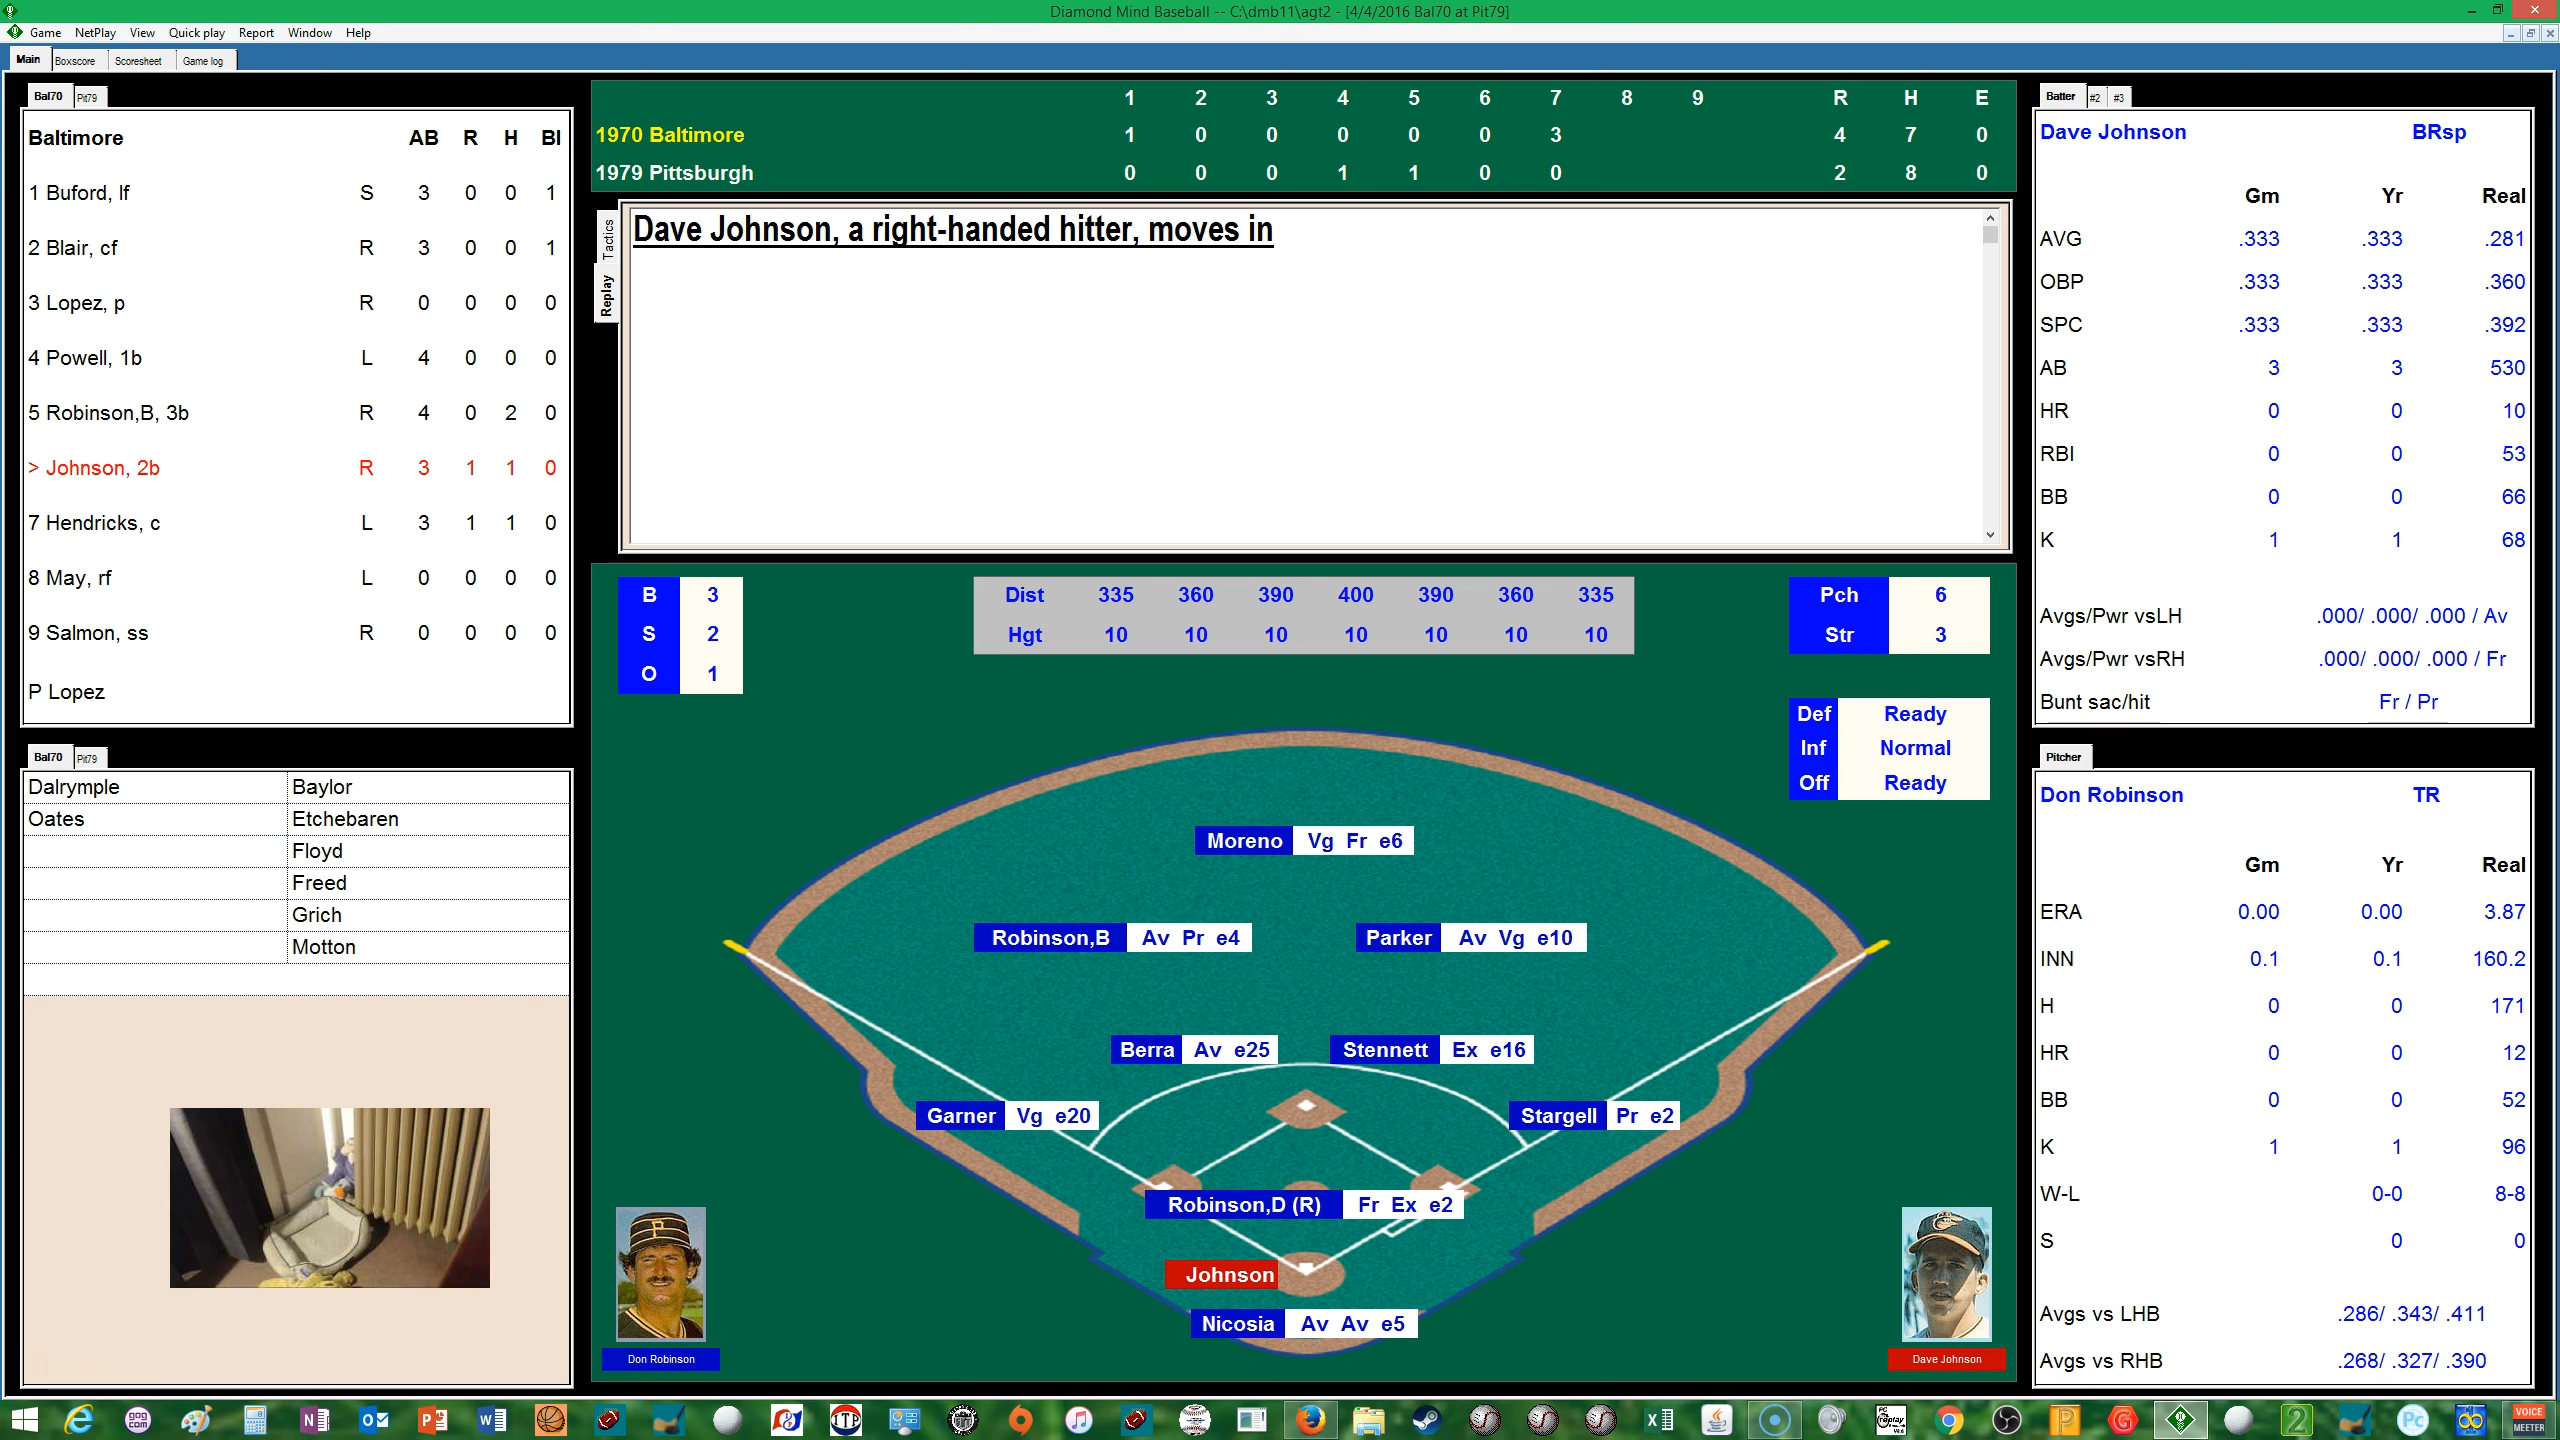 Diamond Mind Baseball -- C:\dmb11\agt2 - [4/4/2016 Bal70 at Pit79]
Game NetPlay View Quick play Report Window Help
Main Boxscore Scoresheet Game log
Bal70 Pit79
Baltimore AB R H BI
1 Buford, lf S 3 0 0 1
2 Blair, cf R 3 0 0 1
3 Lopez, p R 0 0 0 0
4 Powell, 1b L 4 0 0 0
5 Robinson,B, 3b R 4 0 2 0
> Johnson, 2b R 3 1 1 0
7 Hendricks, c L 3 1 1 0
8 May, rf L 0 0 0 0
9 Salmon, ss R 0 0 0 0
P Lopez
Bal70 Pit79
Dalrymple Baylor
Oates Etchebaren
Floyd
Freed
Grich
Motton
1 2 3 4 5 6 7 8 9 R H E
1970 Baltimore 1 0 0 0 0 0 3 4 7 0
1979 Pittsburgh 0 0 0 1 1 0 0 2 8 0
Tactics
Replay
Dave Johnson, a right-handed hitter, moves in
B 3
S 2
O 1
Dist 335 360 390 400 390 360 335
Hgt 10 10 10 10 10 10 10
Pch 6
Str 3
Def Ready
Inf Normal
Off Ready
Moreno Vg Fr e6
Robinson,B Av Pr e4
Parker Av Vg e10
Berra Av e25
Stennett Ex e16
Garner Vg e20
Stargell Pr e2
Robinson,D (R) Fr Ex e2
Johnson
Nicosia Av Av e5
P
Don Robinson
Dave Johnson
Batter #2 #3
Dave Johnson BRsp
Gm Yr Real
AVG .333 .333 .281
OBP .333 .333 .360
SPC .333 .333 .392
AB 3 3 530
HR 0 0 10
RBI 0 0 53
BB 0 0 66
K 1 1 68
Avgs/Pwr vsLH .000/ .000/ .000 / Av
Avgs/Pwr vsRH .000/ .000/ .000 / Fr
Bunt sac/hit Fr / Pr
Pitcher
Don Robinson TR
Gm Yr Real
ERA 0.00 0.00 3.87
INN 0.1 0.1 160.2
H 0 0 171
HR 0 0 12
BB 0 0 52
K 1 1 96
W-L 0-0 8-8
S 0 0
Avgs vs LHB .286/ .343/ .411
Avgs vs RHB .268/ .327/ .390
gog com
ITP
PC replay
2
Pc
VOICE
MEETER